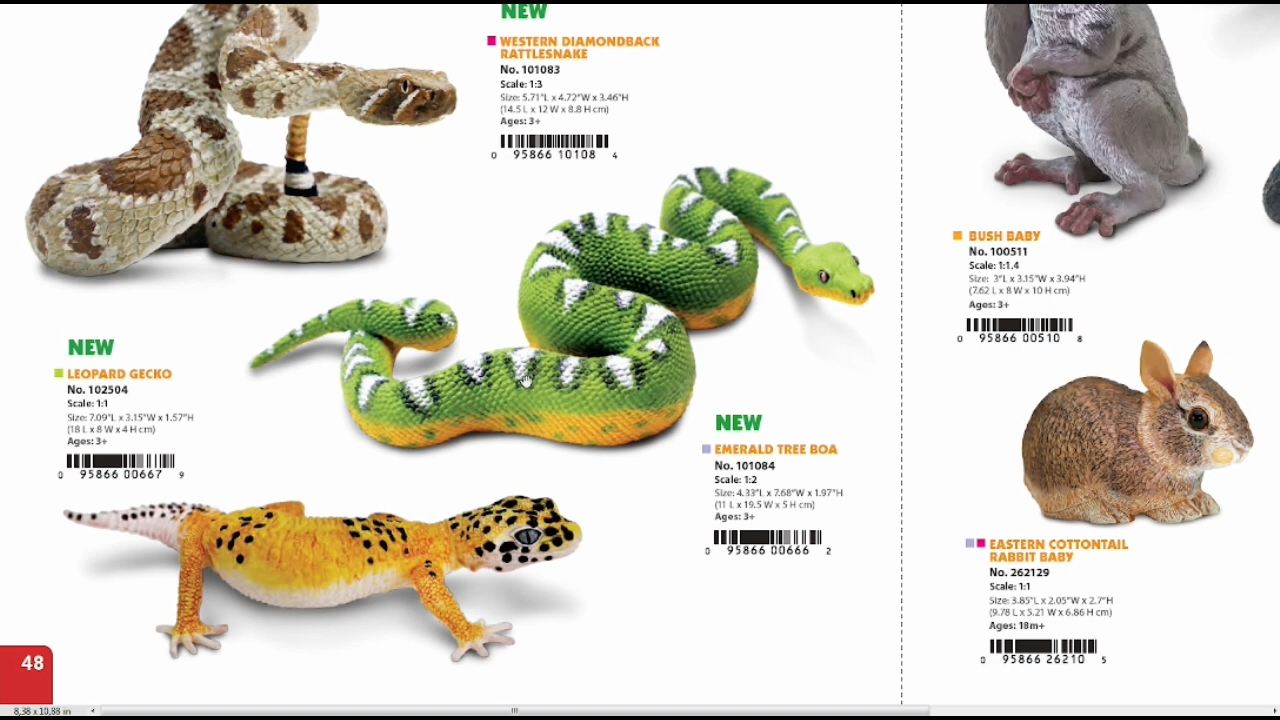 NEW
WESTERN DIAMONDBACK
RATTLESNAKE
No. 101083
Scale: 1:3
Size: 5.71"L x 4.72"W x 3.46"H
(14.5 L x 12 W x 8.8 H cm)
Ages: 3+
0 95866 10108 4
NEW
LEOPARD GECKO
No. 102504
Scale: 1:1
Size: 7.09"L x 3.15"W x 1.57"H
(18 L x 8 W x 4 H cm)
Ages: 3+
0 95866 00667 9
NEW
EMERALD TREE BOA
No. 101084
Scale: 1:2
Size: 4.33"L x 7.68"W x 1.97"H
(11 L x 19.5 W x 5 H cm)
Ages: 3+
0 95866 00666 2
BUSH BABY
No. 100511
Scale: 1:1.4
Size: 3"L x 3.15"W x 3.94"H
(7.62 L x 8 W x 10 H cm)
Ages: 3+
0 95866 00510 8
EASTERN COTTONTAIL
RABBIT BABY
No. 262129
Scale: 1:1
Size: 3.85"L x 2.05"W x 2.7"H
(9.78 L x 5.21 W x 6.86 H cm)
Ages: 18m+
0 95866 26210 5
48
8,38 x 10,88 in